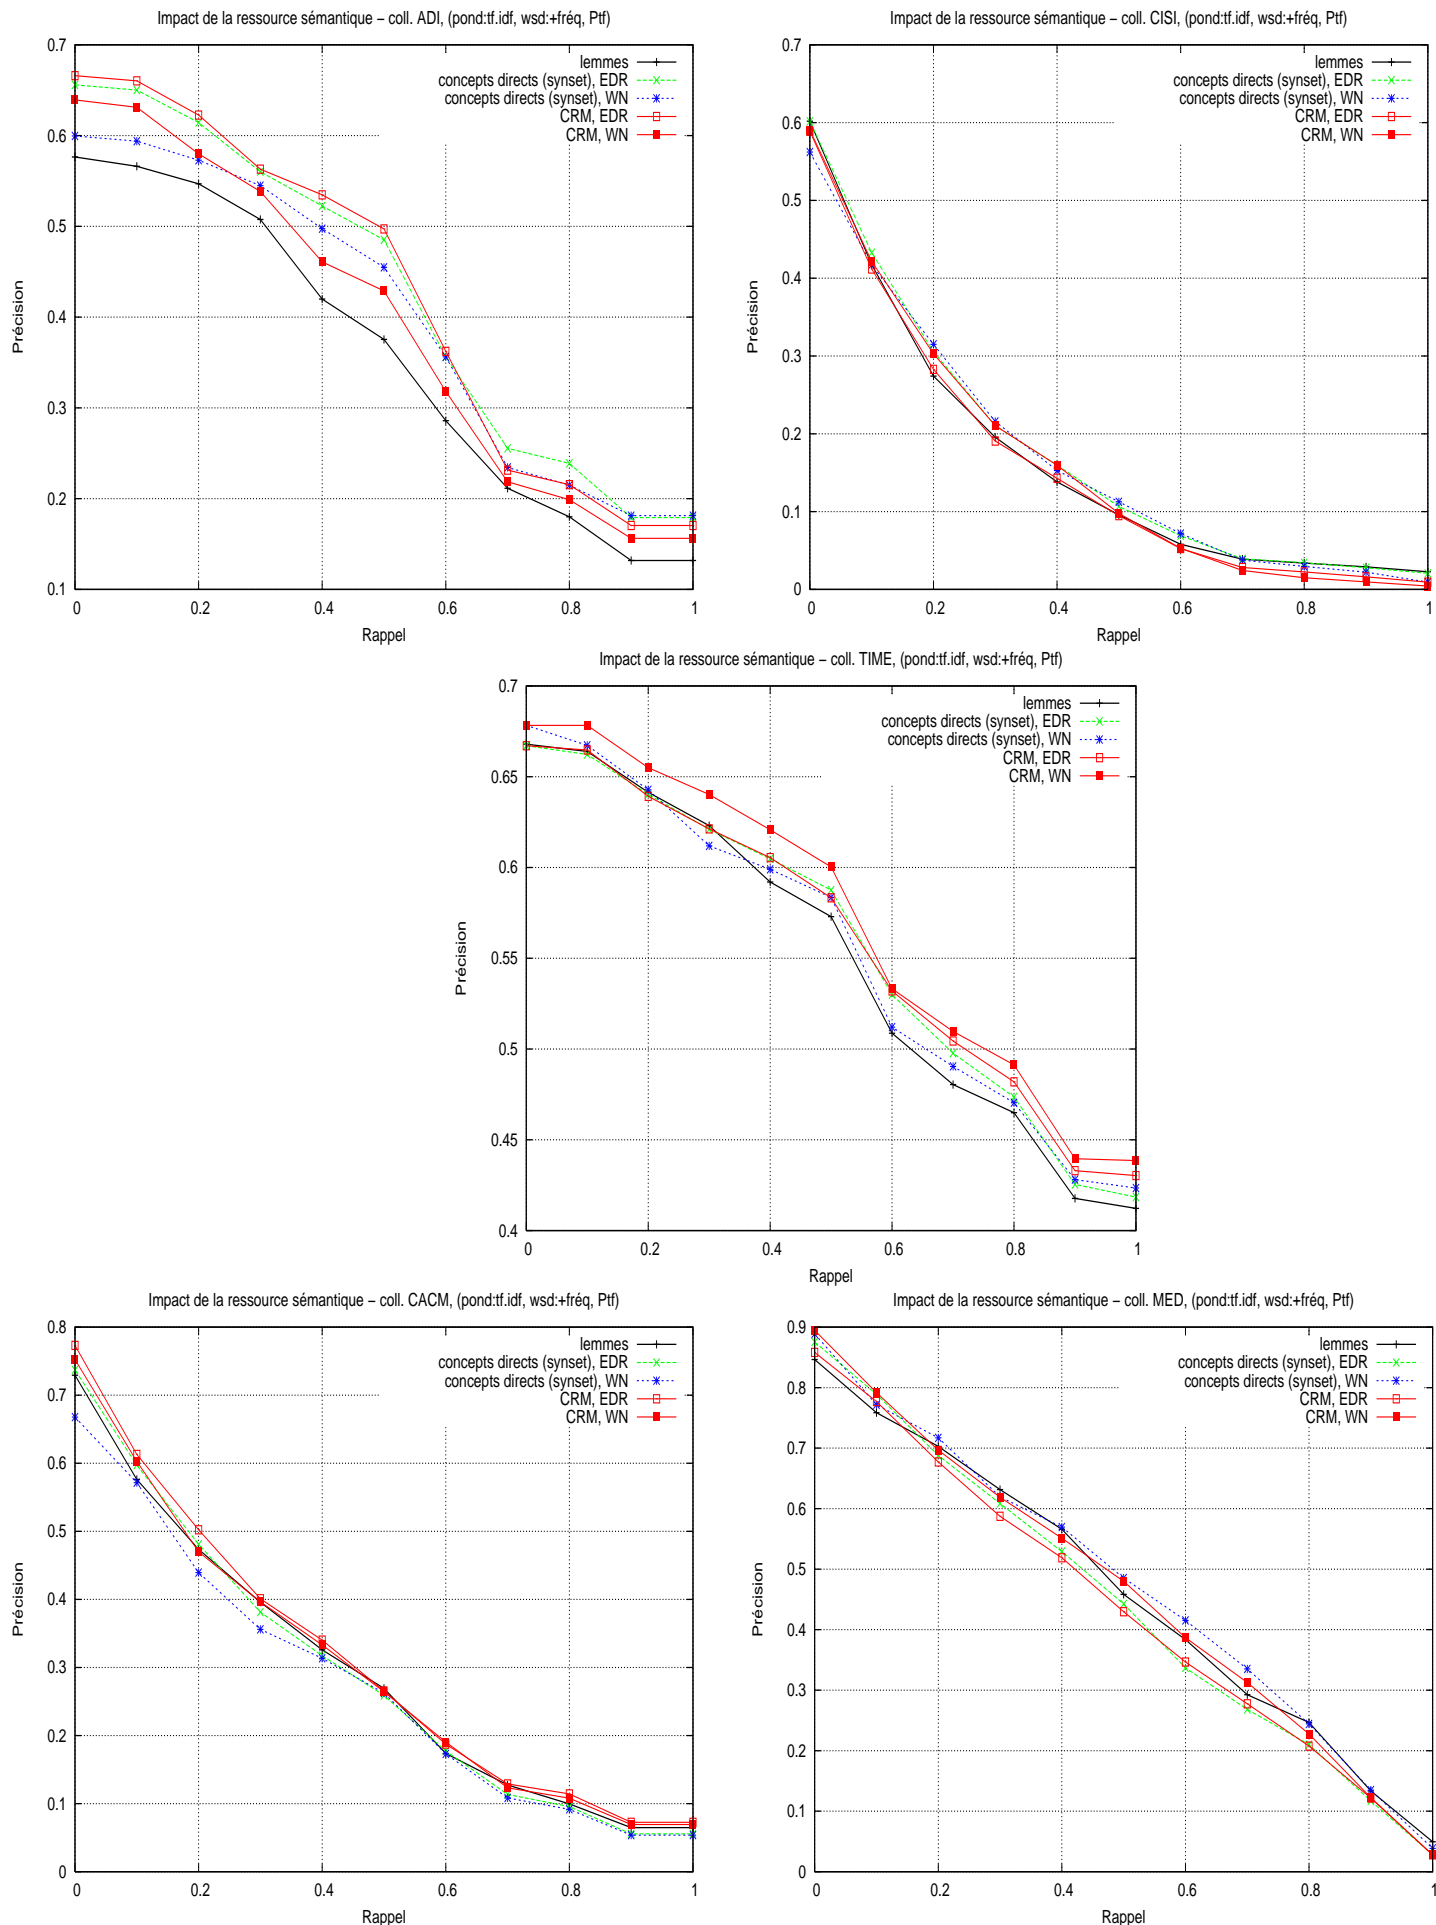 Impact de la ressource sémantique – coll. ADI, (pond:tf.idf, wsd:+fréq, Ptf)
0.7
0.6
0.5
0.4
0.3
0.2
0.1
Précision
lemmes
concepts directs (synset), EDR
concepts directs (synset), WN
CRM, EDR
CRM, WN
0 0.2 0.4 0.6 0.8 1
Rappel
Impact de la ressource sémantique – coll. CISI, (pond:tf.idf, wsd:+fréq, Ptf)
0.7
0.6
0.5
0.4
0.3
0.2
0.1
0
Précision
lemmes
concepts directs (synset), EDR
concepts directs (synset), WN
CRM, EDR
CRM, WN
0 0.2 0.4 0.6 0.8 1
Rappel
Impact de la ressource sémantique – coll. TIME, (pond:tf.idf, wsd:+fréq, Ptf)
0.7
0.65
0.6
0.55
0.5
0.45
0.4
Précision
lemmes
concepts directs (synset), EDR
concepts directs (synset), WN
CRM, EDR
CRM, WN
0 0.2 0.4 0.6 0.8 1
Rappel
Impact de la ressource sémantique – coll. CACM, (pond:tf.idf, wsd:+fréq, Ptf)
0.8
0.7
0.6
0.5
0.4
0.3
0.2
0.1
0
Précision
lemmes
concepts directs (synset), EDR
concepts directs (synset), WN
CRM, EDR
CRM, WN
0 0.2 0.4 0.6 0.8 1
Rappel
Impact de la ressource sémantique – coll. MED, (pond:tf.idf, wsd:+fréq, Ptf)
0.9
0.8
0.7
0.6
0.5
0.4
0.3
0.2
0.1
0
Précision
lemmes
concepts directs (synset), EDR
concepts directs (synset), WN
CRM, EDR
CRM, WN
0 0.2 0.4 0.6 0.8 1
Rappel